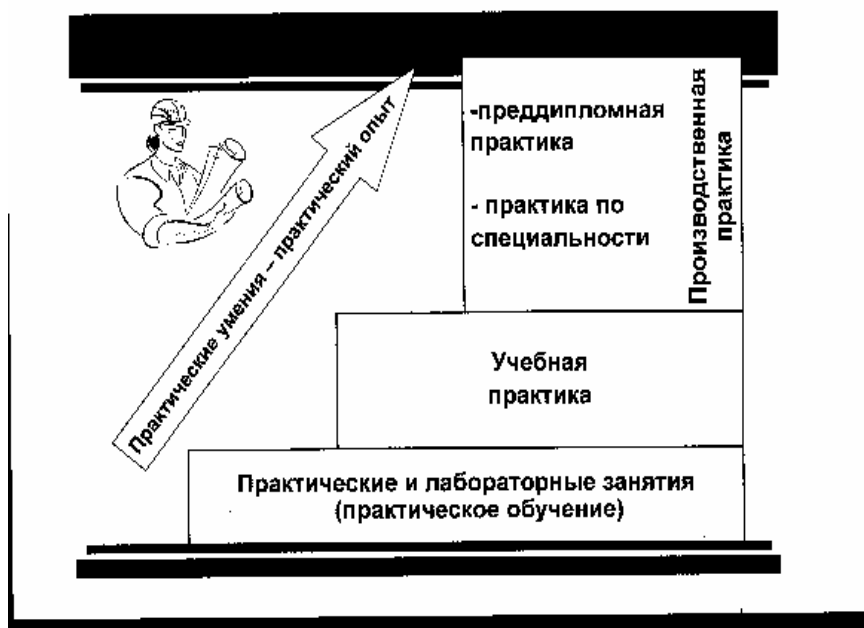 Практические умения – практический опыт
-преддипломная
практика
- практика по
специальности
Производственная
практика
Учебная
практика
Практические и лабораторные занятия
(практическое обучение)